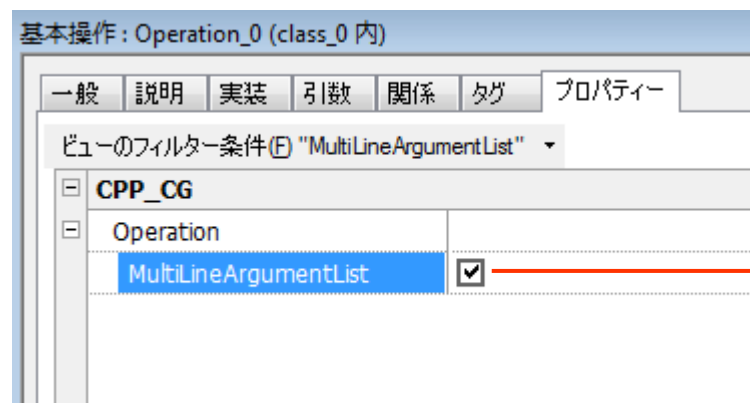 基本操作 : Operation_0 (class_0 内)
一般 説明 実装 引数 関係 タグ プロパティー
ビューのフィルター条件(F) "MultiLineArgumentList"
CPP_CG
Operation
MultiLineArgumentList